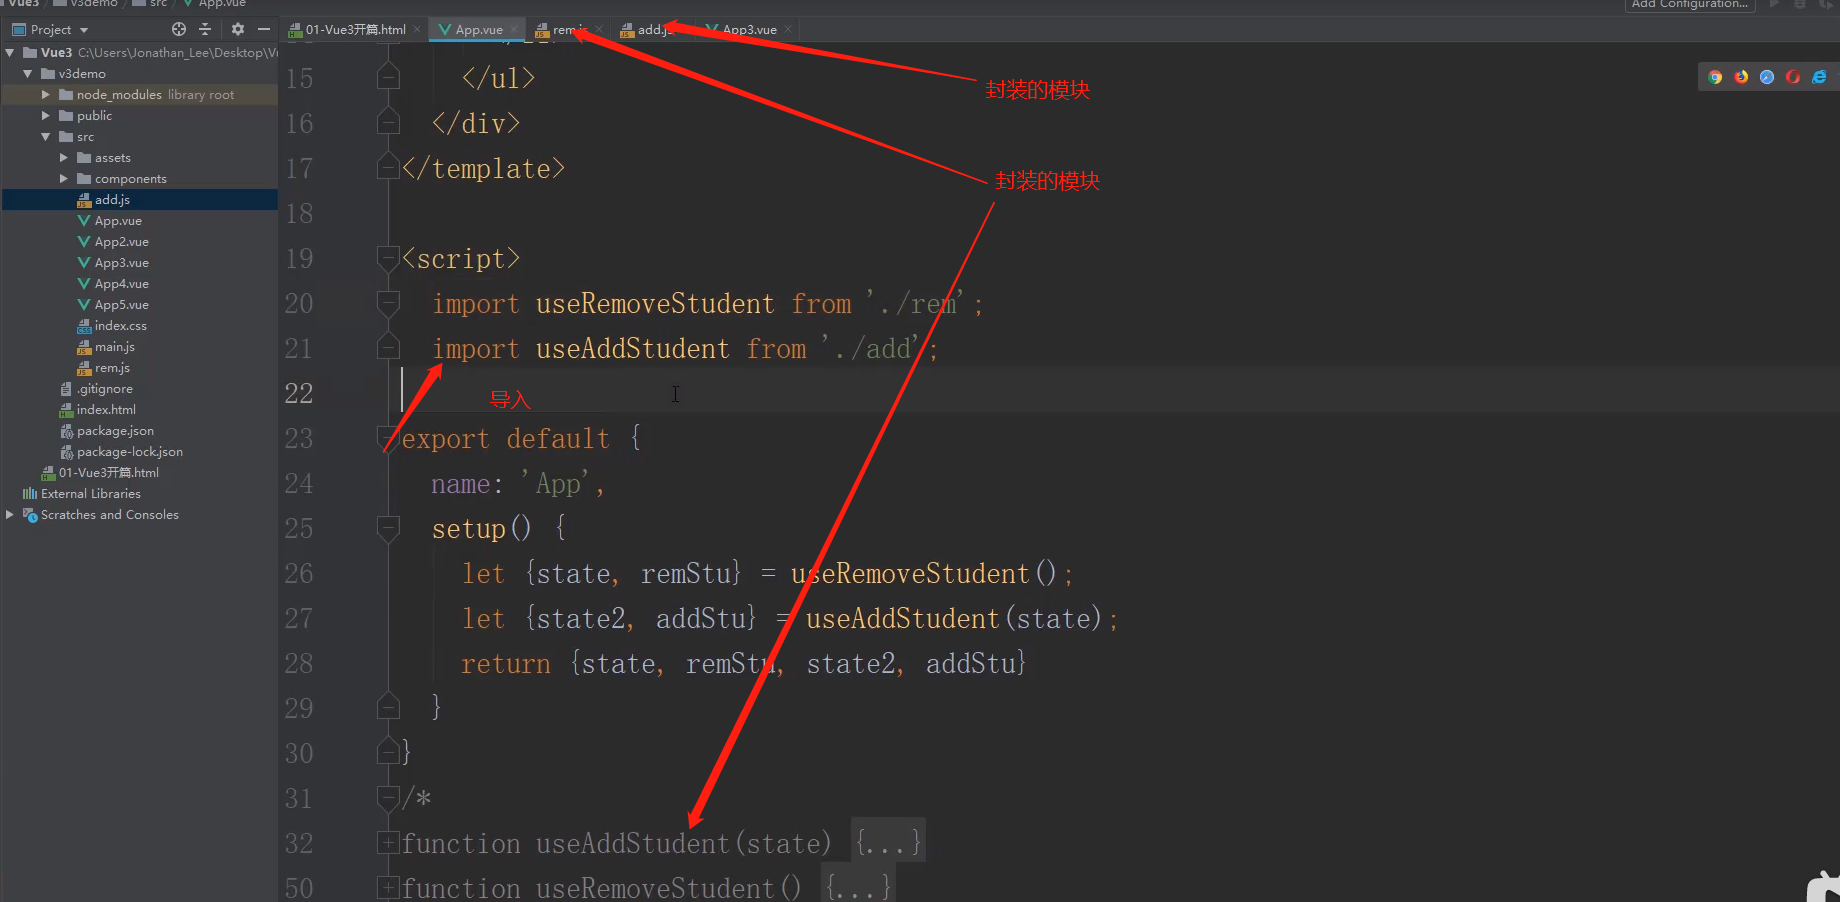 Vue3 v3demo src App.vue
Add Configuration...
Project
01-Vue3开篇.html
App.vue
rem.js
add.js
App3.vue
Vue3 C:\Users\Jonathan_Lee\Desktop\Vu
v3demo
node_modules library root
public
src
assets
components
add.js
App.vue
App2.vue
App3.vue
App4.vue
App5.vue
index.css
main.js
rem.js
.gitignore
index.html
package.json
package-lock.json
01-Vue3开篇.html
External Libraries
Scratches and Consoles
封装的模块
封装的模块
15 </ul>
16 </div>
17 </template>
18
19 <script>
20 import useRemoveStudent from './rem';
21 import useAddStudent from './add';
22
导入
23 export default {
24 name: 'App',
25 setup() {
26 let {state, remStu} = useRemoveStudent();
27 let {state2, addStu} = useAddStudent(state);
28 return {state, remStu, state2, addStu}
29 }
30 }
31 /*
32 function useAddStudent(state) {...}
50 function useRemoveStudent() {...}